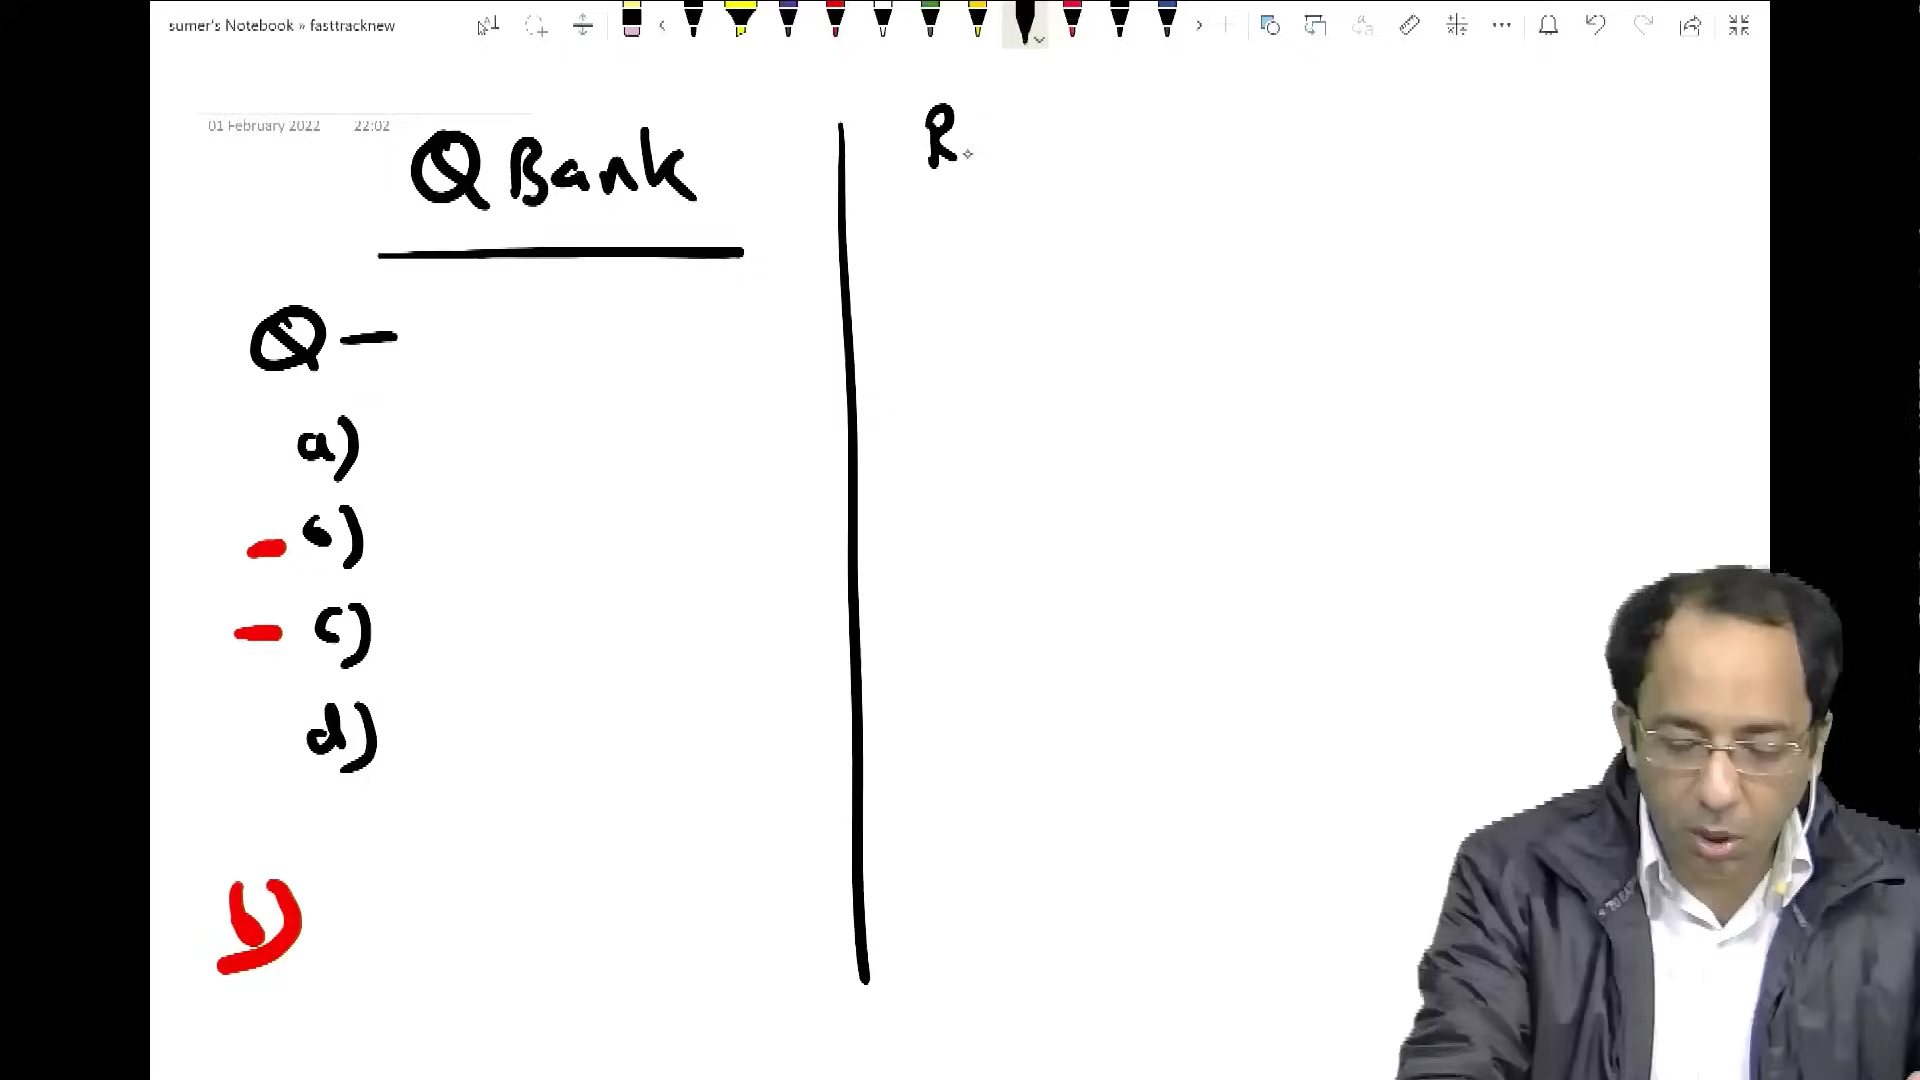 sumer's Notebook » fasttracknew
01 February 2022 22:02
Q Bank
Q -
a)
- b)
- c)
d)
b)
R